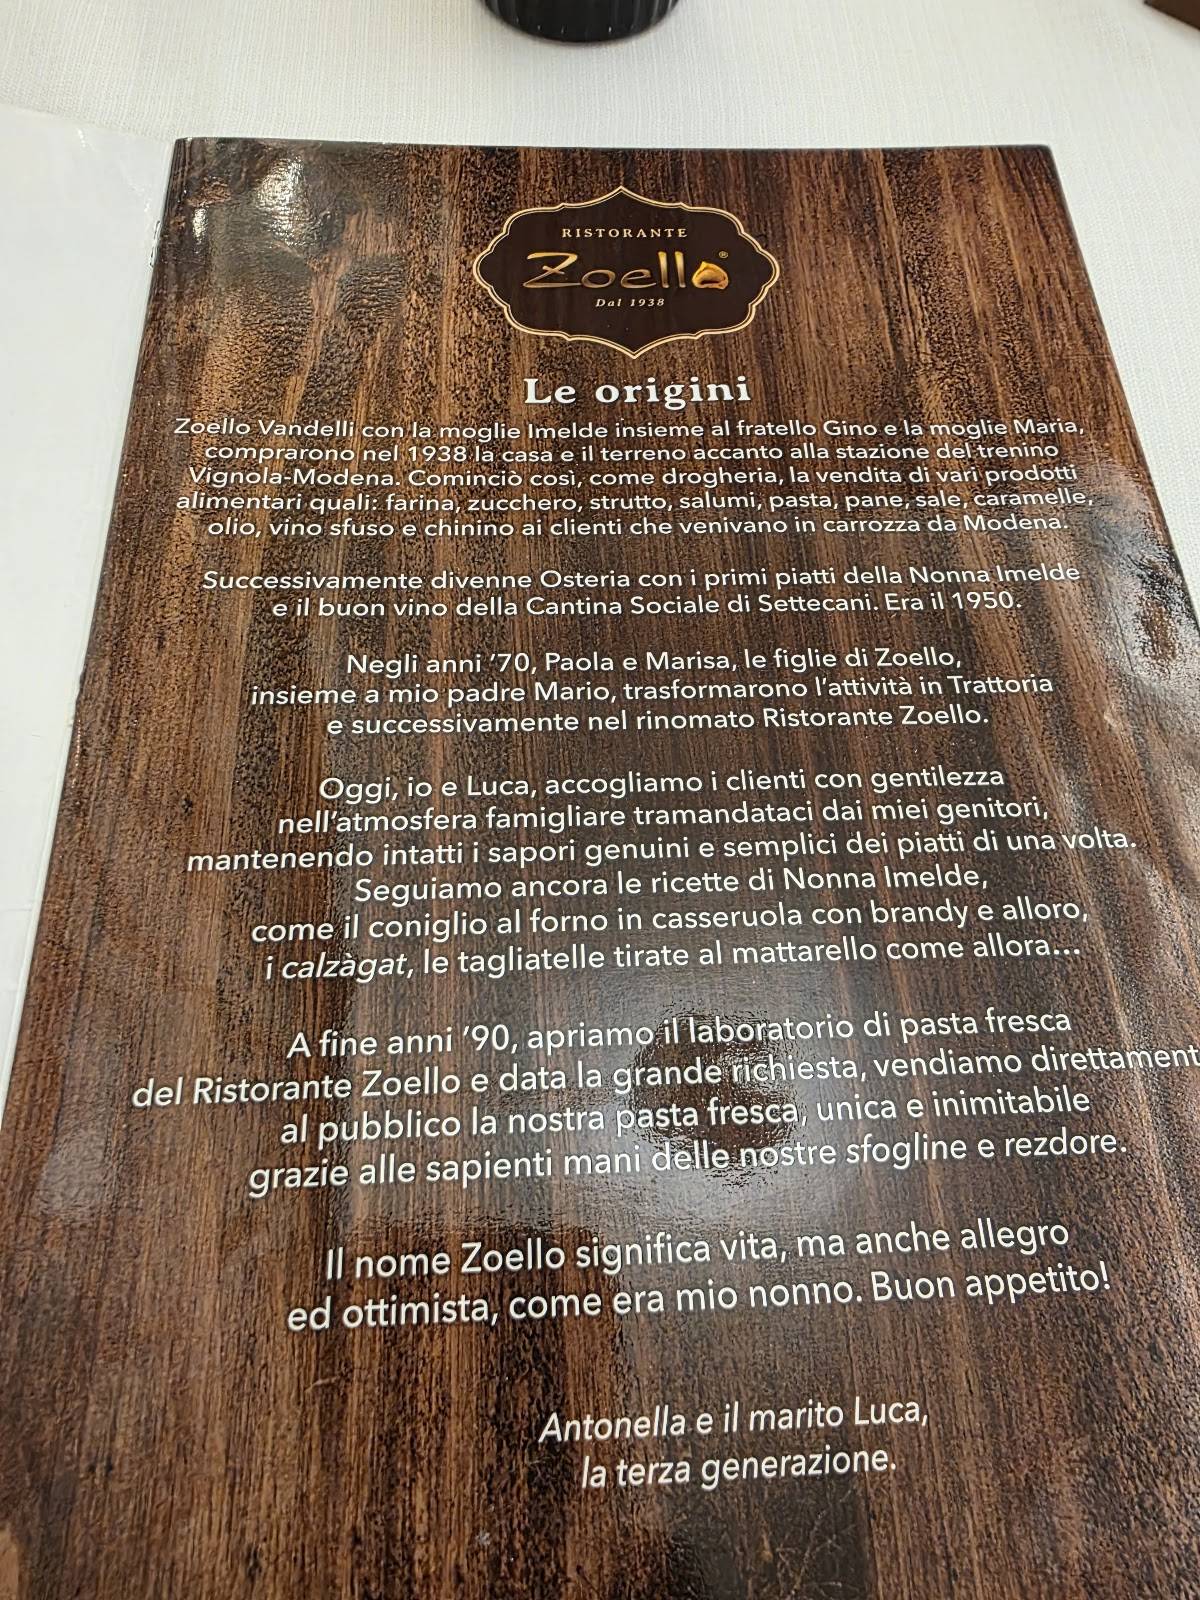 RISTORANTE
Zoello®
Dal 1938
Le origini
Zoello Vandelli con la moglie Imelde insieme al fratello Gino e la moglie Maria,
comprarono nel 1938 la casa e il terreno accanto alla stazione del trenino
Vignola-Modena. Cominciò così, come drogheria, la vendita di vari prodotti
alimentari quali: farina, zucchero, strutto, salumi, pasta, pane, sale, caramelle,
olio, vino sfuso e chinino ai clienti che venivano in carrozza da Modena.
Successivamente divenne Osteria con i primi piatti della Nonna Imelde
e il buon vino della Cantina Sociale di Settecani. Era il 1950.
Negli anni ’70, Paola e Marisa, le figlie di Zoello,
insieme a mio padre Mario, trasformarono l’attività in Trattoria
e successivamente nel rinomato Ristorante Zoello.
Oggi, io e Luca, accogliamo i clienti con gentilezza
nell’atmosfera famigliare tramandataci dai miei genitori,
mantenendo intatti i sapori genuini e semplici dei piatti di una volta.
Seguiamo ancora le ricette di Nonna Imelde,
come il coniglio al forno in casseruola con brandy e alloro,
i calzàgat, le tagliatelle tirate al mattarello come allora...
A fine anni ’90, apriamo il laboratorio di pasta fresca
del Ristorante Zoello e data la grande richiesta, vendiamo direttament
al pubblico la nostra pasta fresca, unica e inimitabile
grazie alle sapienti mani delle nostre sfogline e rezdore.
Il nome Zoello significa vita, ma anche allegro
ed ottimista, come era mio nonno. Buon appetito!
Antonella e il marito Luca,
la terza generazione.